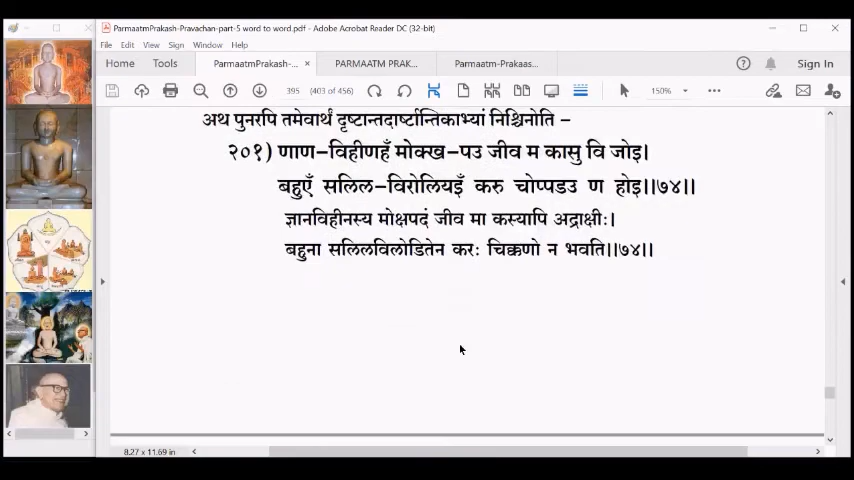 ParmaatmPrakash-Pravachan-part-5 word to word.pdf - Adobe Acrobat Reader DC (32-bit)
File Edit View Sign Window Help
Home Tools ParmaatmPrakash-... × PARMAATM PRAK... Parmaatm-Prakaas... Sign In
395 (403 of 456) 150%
अथ पुनरपि तमेवार्थं दृष्टान्तदार्ष्टान्तिकाभ्यां निश्चिनोति –
२०१) णाण-विहीणहँ मोक्ख-पउ जीव म कासु वि जोइ।
बहुएँ सलिल-विरोलियइँ करु चोप्पडउ ण होइ।।७४।।
ज्ञानविहीनस्य मोक्षपदं जीव मा कस्यापि अद्राक्षीः।
बहुना सलिलविलोडितेन करः चिक्कणो न भवति।।७४।।
8.27 x 11.69 in